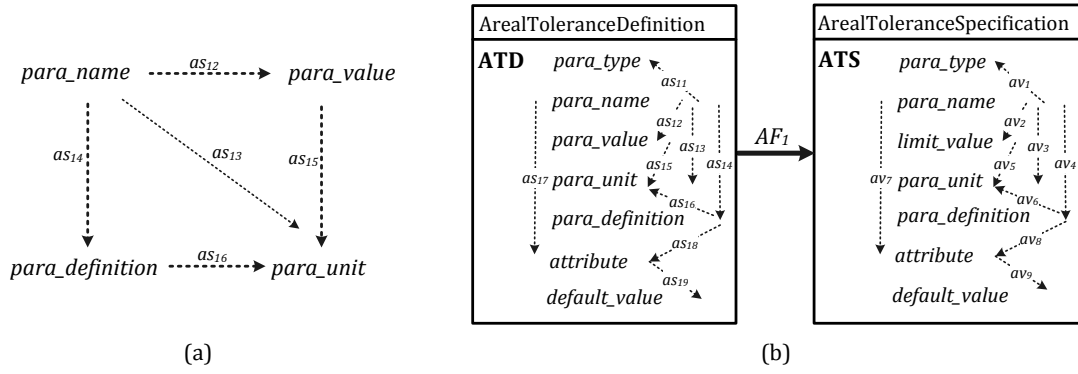 para_name as12 para_value
as14 as13 as15
para_definition as16 para_unit
(a)
ArealToleranceDefinition
ATD
para_type
as11
para_name
as12
para_value
as13
as14
as15
as17
para_unit
as16
para_definition
as18
attribute
as19
default_value
AF1
ArealToleranceSpecification
ATS
para_type
av1
para_name
av2
limit_value
av3
av4
av5
av7
para_unit
av6
para_definition
av8
attribute
av9
default_value
(b)